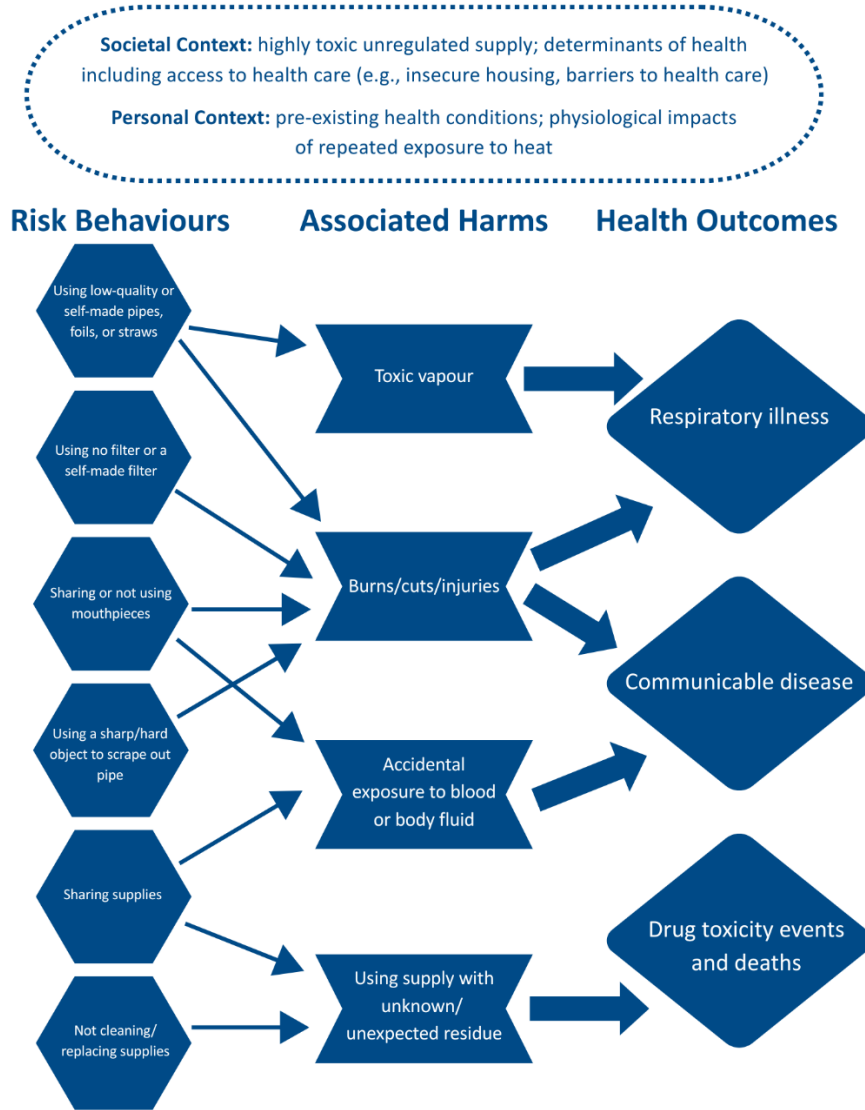 Societal Context: highly toxic unregulated supply; determinants of health
including access to health care (e.g., insecure housing, barriers to health care)
Personal Context: pre-existing health conditions; physiological impacts
of repeated exposure to heat
Risk Behaviours
Associated Harms
Health Outcomes
Using low-quality or
self-made pipes,
foils, or straws
Using no filter or a
self-made filter
Sharing or not using
mouthpieces
Using a sharp/hard
object to scrape out
pipe
Sharing supplies
Not cleaning/
replacing supplies
Toxic vapour
Burns/cuts/injuries
Accidental
exposure to blood
or body fluid
Using supply with
unknown/
unexpected residue
Respiratory illness
Communicable disease
Drug toxicity events
and deaths